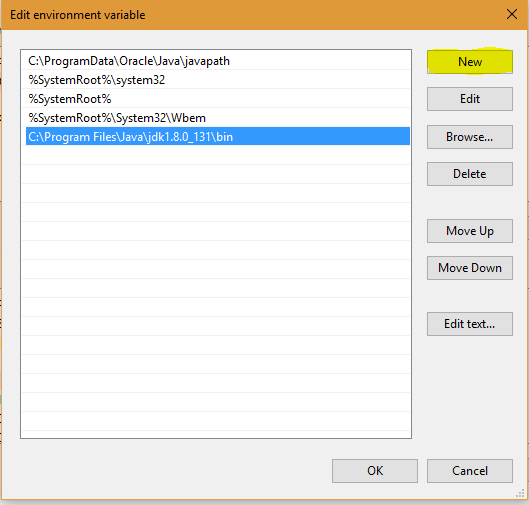 Edit environment variable
C:\ProgramData\Oracle\Java\javapath
%SystemRoot%\system32
%SystemRoot%
%SystemRoot%\System32\Wbem
C:\Program Files\Java\jdk1.8.0_131\bin
New
Edit
Browse...
Delete
Move Up
Move Down
Edit text...
OK
Cancel